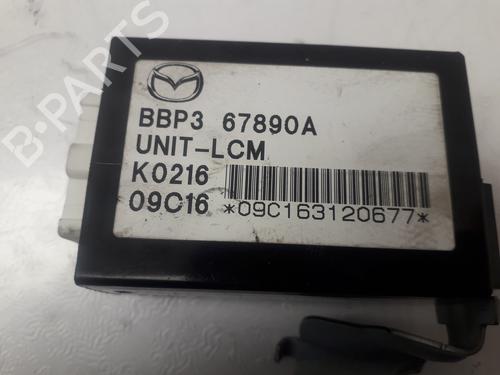 BBP3 67890A
UNIT-LCM
K0216
09C16 *09C163120677*
B-PARTS